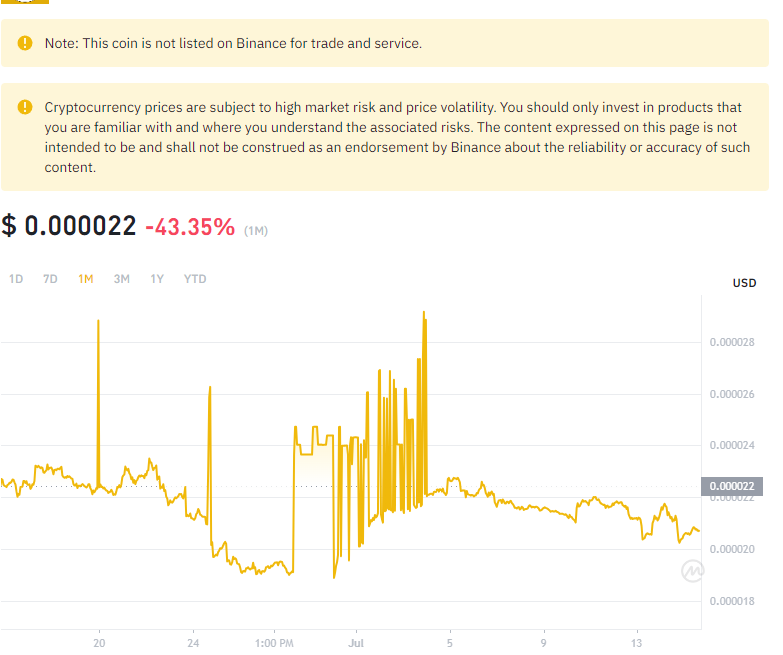 Note: This coin is not listed on Binance for trade and service.
Cryptocurrency prices are subject to high market risk and price volatility. You should only invest in products that
you are familiar with and where you understand the associated risks. The content expressed on this page is not
intended to be and shall not be construed as an endorsement by Binance about the reliability or accuracy of such
content.
$ 0.000022 -43.35% (1M)
1D 7D 1M 3M 1Y YTD
USD
0.000028
0.000026
0.000024
0.000022
0.000022
0.000020
0.000018
20 24 1:00 PM Jul 5 9 13